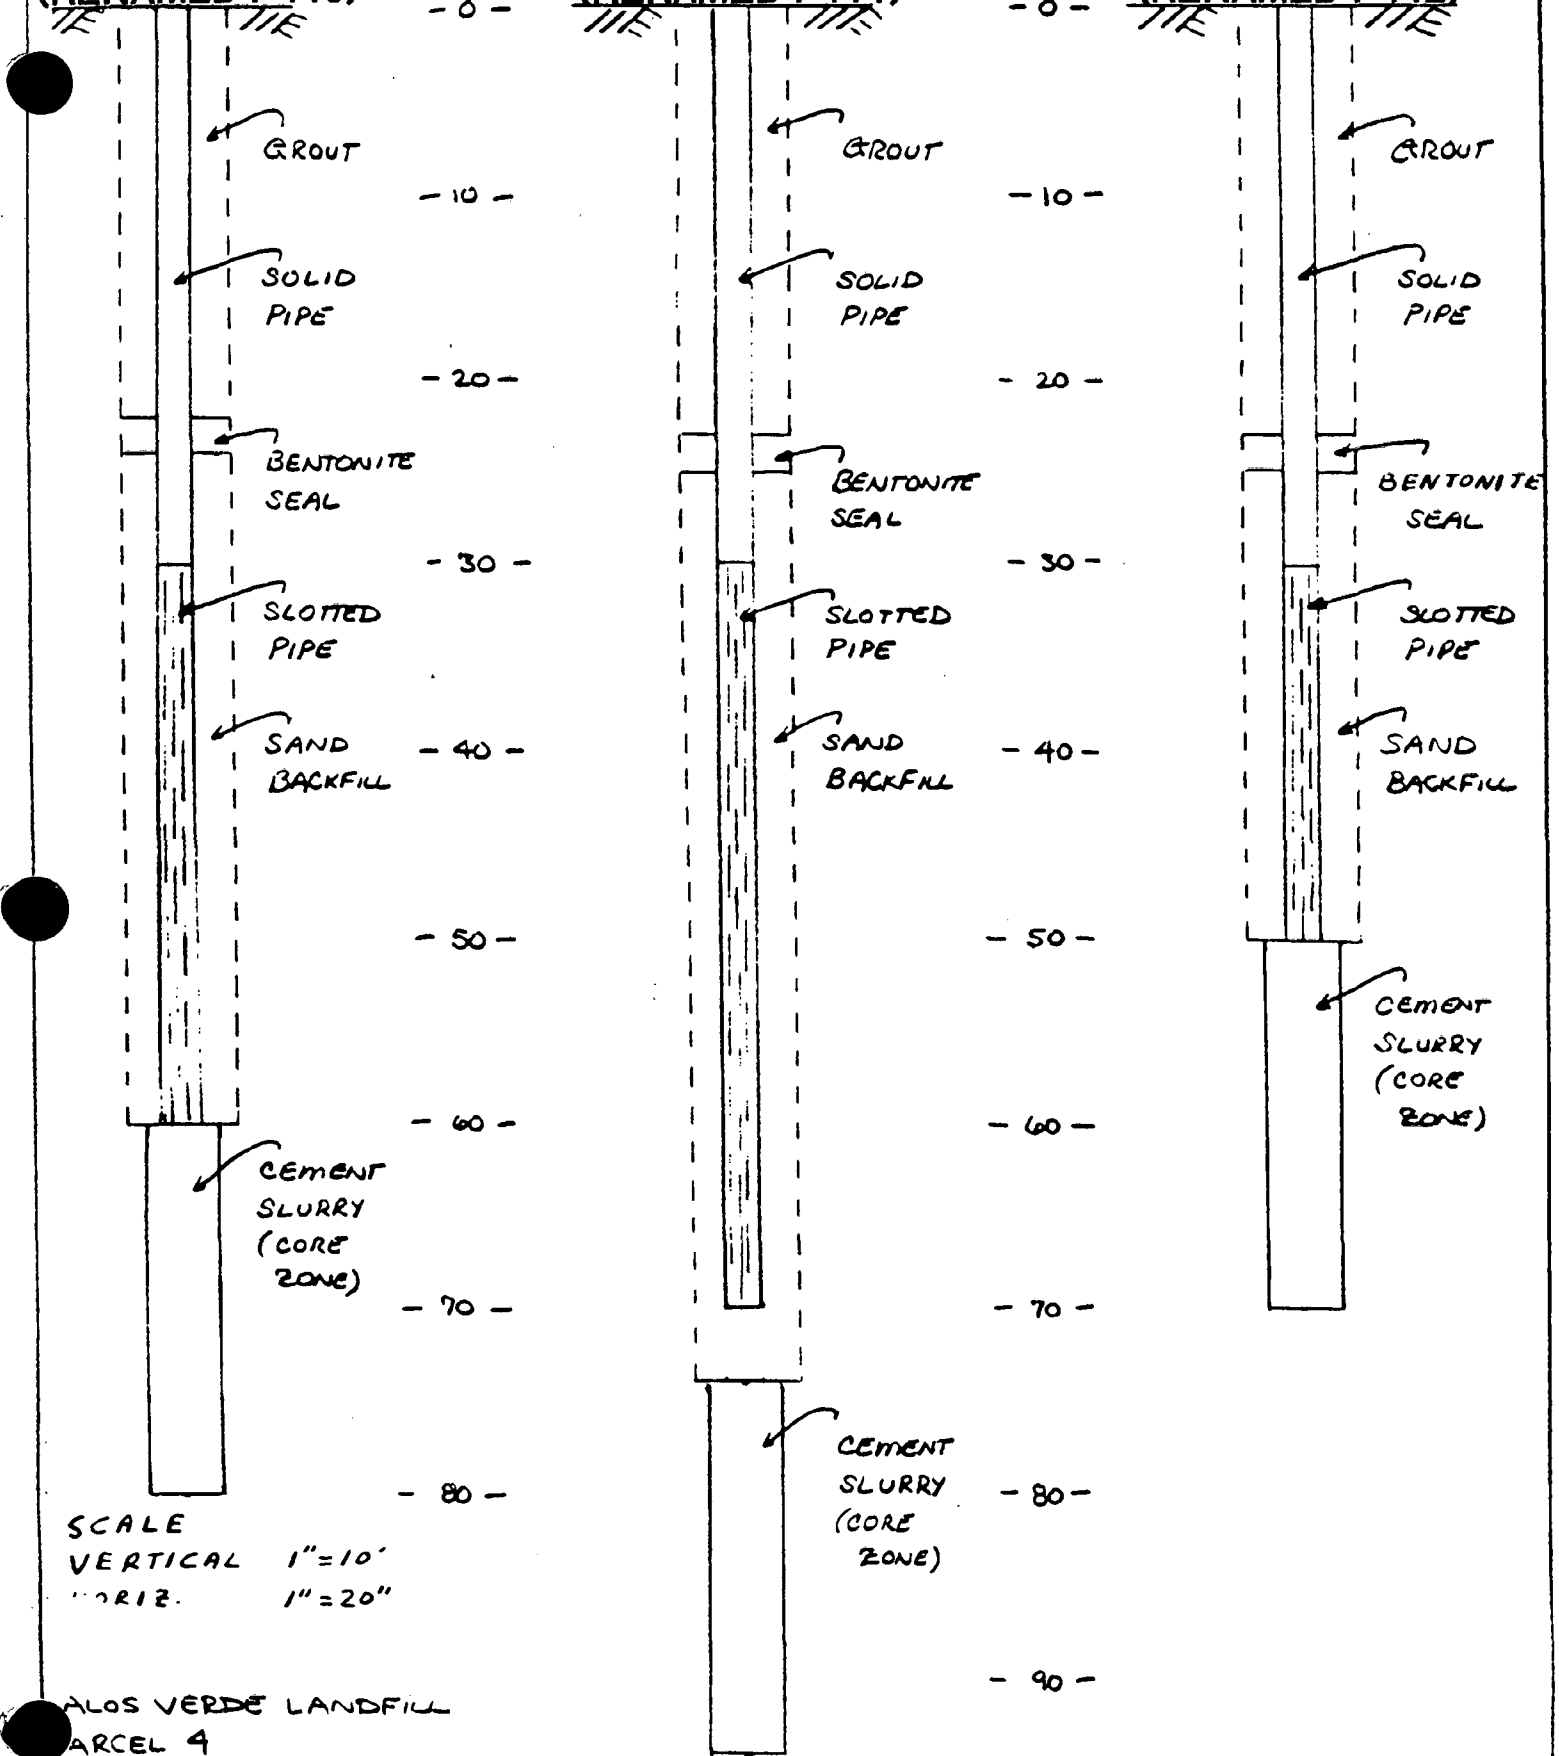 - 0 -
- 0 -
GROUT
GROUT
GROUT
- 10 -
- 10 -
SOLID
PIPE
SOLID
PIPE
SOLID
PIPE
- 20 -
- 20 -
BENTONITE
SEAL
BENTONITE
SEAL
BENTONITE
SEAL
- 30 -
- 30 -
SLOTTED
PIPE
SLOTTED
PIPE
SLOTTED
PIPE
SAND
BACKFILL
- 40 -
SAND
BACKFILL
- 40 -
SAND
BACKFILL
- 50 -
- 50 -
CEMENT
SLURRY
(CORE
ZONE)
- 60 -
- 60 -
CEMENT
SLURRY
(CORE
ZONE)
- 70 -
- 70 -
CEMENT
SLURRY
(CORE
ZONE)
- 80 -
- 80 -
SCALE
VERTICAL 1"=10'
HORIZ. 1"=20"
- 90 -
ALOS VERDE LANDFILL
ARCEL 4